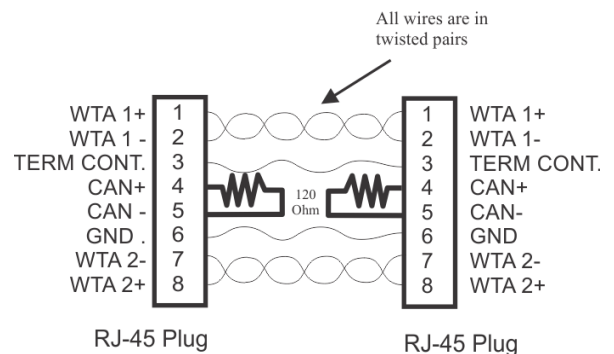 All wires are in
twisted pairs
WTA 1+ 1 1 WTA 1+
WTA 1 - 2 2 WTA 1-
TERM CONT. 3 3 TERM CONT.
CAN+ 4 4 CAN+
120
Ohm
CAN - 5 5 CAN-
GND . 6 6 GND
WTA 2- 7 7 WTA 2-
WTA 2+ 8 8 WTA 2+
RJ-45 Plug RJ-45 Plug